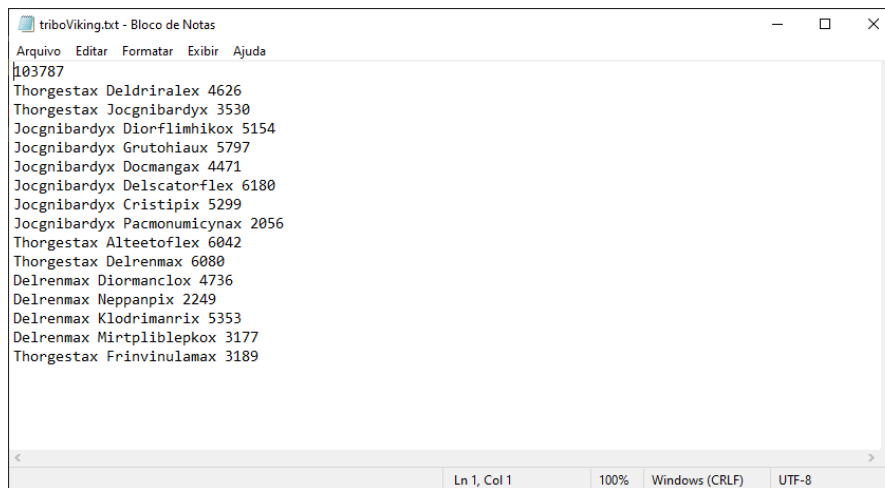 triboViking.txt - Bloco de Notas
Arquivo Editar Formatar Exibir Ajuda
103787
Thorgestax Deldriralex 4626
Thorgestax Jocgnibardyx 3530
Jocgnibardyx Diorflimhikox 5154
Jocgnibardyx Grutohiaux 5797
Jocgnibardyx Docmangax 4471
Jocgnibardyx Delscatorflex 6180
Jocgnibardyx Cristipix 5299
Jocgnibardyx Pacmonumicynax 2056
Thorgestax Alteetoflex 6042
Thorgestax Delrenmax 6080
Delrenmax Diormanclox 4736
Delrenmax Neppanpix 2249
Delrenmax Klodrimanrix 5353
Delrenmax Mirtpliblepkox 3177
Thorgestax Frinvinulamax 3189
Ln 1, Col 1 100% Windows (CRLF) UTF-8